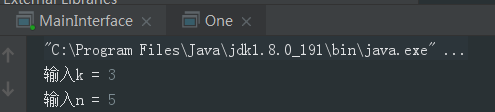 External Libraries
MainInterface × One ×
"C:\Program Files\Java\jdk1.8.0_191\bin\java.exe" ...
输入k = 3
输入n = 5